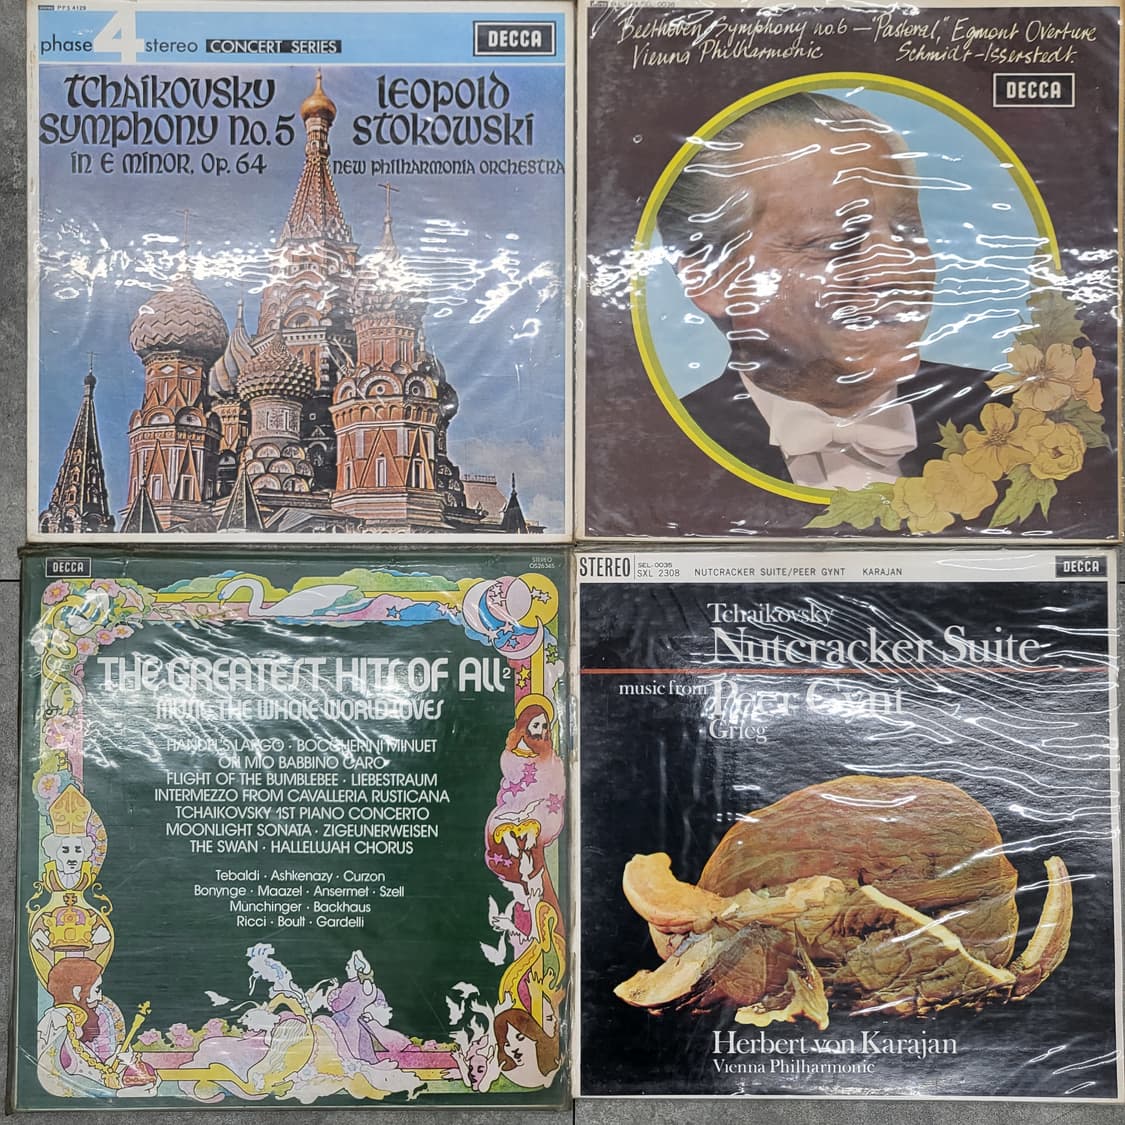 PFS 4129
phase 4 stereo CONCERT SERIES
DECCA
Tchaikovsky
Symphony No.5
in E minor, Op. 64
Leopold
Stokowski
New Philharmonia Orchestra
Beethoven, Symphony no.6 — "Pastoral," Egmont Overture
Vienna Philharmonic
Schmidt-Isserstedt.
DECCA
DECCA
STEREO
OS26365
THE GREATEST HITS OF ALL²
MUSIC THE WHOLE WORLD LOVES
HANDEL'S LARGO · BOCCHERINI MINUET
OH MIO BABBINO CARO
FLIGHT OF THE BUMBLEBEE · LIEBESTRAUM
INTERMEZZO FROM CAVALLERIA RUSTICANA
TCHAIKOVSKY 1ST PIANO CONCERTO
MOONLIGHT SONATA · ZIGEUNERWEISEN
THE SWAN · HALLELUJAH CHORUS
Tebaldi · Ashkenazy · Curzon
Bonynge · Maazel · Ansermet · Szell
Münchinger · Backhaus
Ricci · Boult · Gardelli
STEREO
SEL-0035
SXL 2308 NUTCRACKER SUITE/PEER GYNT KARAJAN
DECCA
Tchaikovsky
Nutcracker Suite
music from Peer Gynt
Grieg
Herbert von Karajan
Vienna Philharmonic